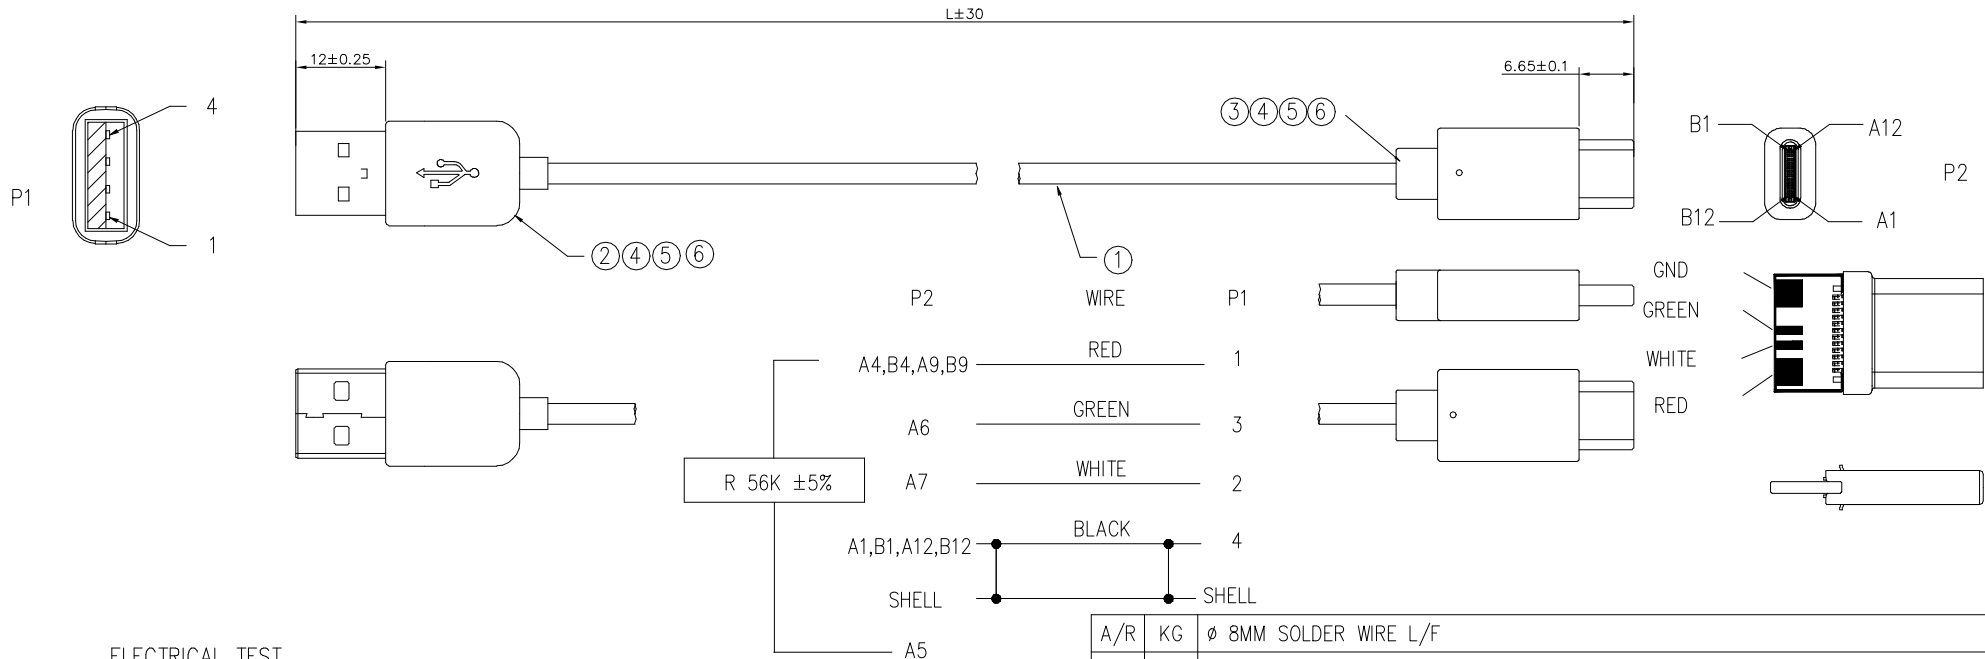 L±30
12±0.25
6.65±0.1
4
③④⑤⑥
B1
A12
P1
P2
1
B12
A1
②④⑤⑥
①
GND
P2 WIRE P1
GREEN
A4,B4,A9,B9 RED 1
WHITE
RED
A6 GREEN 3
R 56K ±5%
A7 WHITE 2
A1,B1,A12,B12 BLACK 4
SHELL SHELL
A/R KG ø 8MM SOLDER WIRE L/F
A5
ELECTRICAL TEST